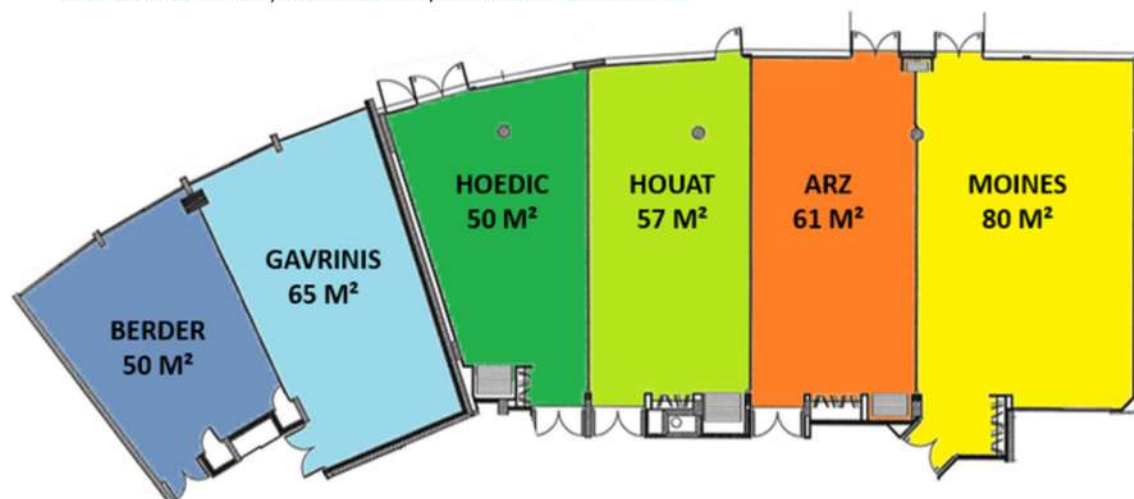 BERDER
50 M²
GAVRINIS
65 M²
HOEDIC
50 M²
HOUAT
57 M²
ARZ
61 M²
MOINES
80 M²